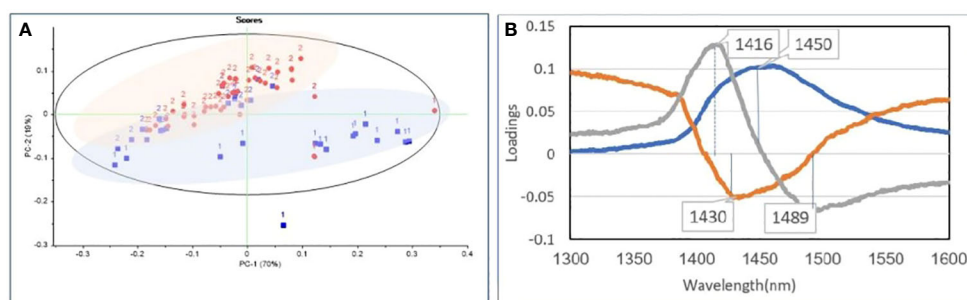 A
Scores
0.1
0
-0.1
-0.2
-0.3
PC-2 (19%)
-0.3 -0.2 -0.1 0 0.1 0.2 0.3 0.4
PC-1 (70%)
B
0.15
0.1
0.05
0
-0.05
-0.1
Loadings
1416 1450
1430 1489
1300 1350 1400 1450 1500 1550 1600
Wavelength(nm)